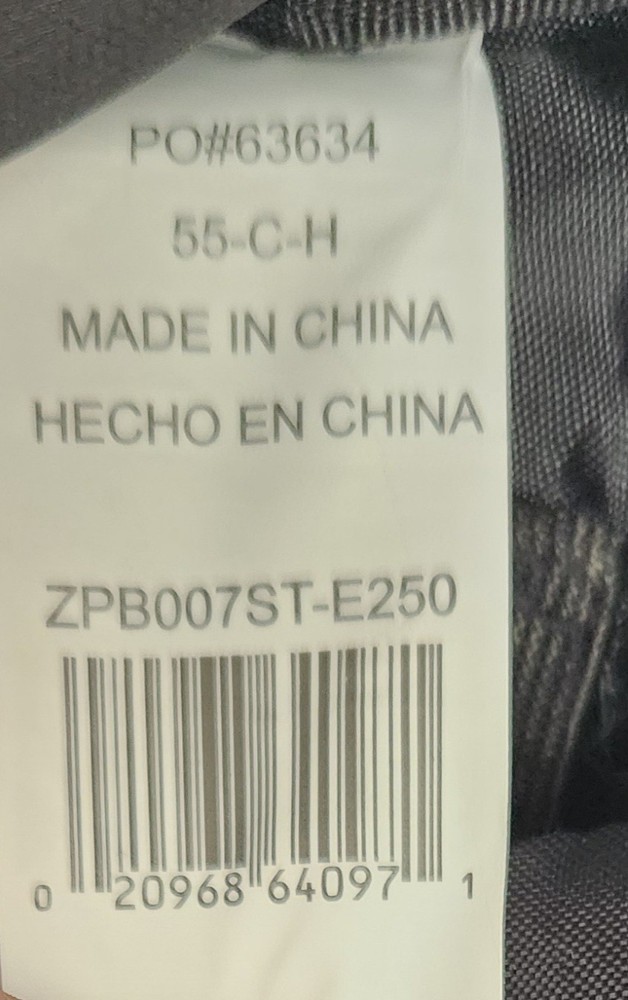 PO#63634
55-C-H
MADE IN CHINA
HECHO EN CHINA
ZPB007ST-E250
0 20968 64097 1